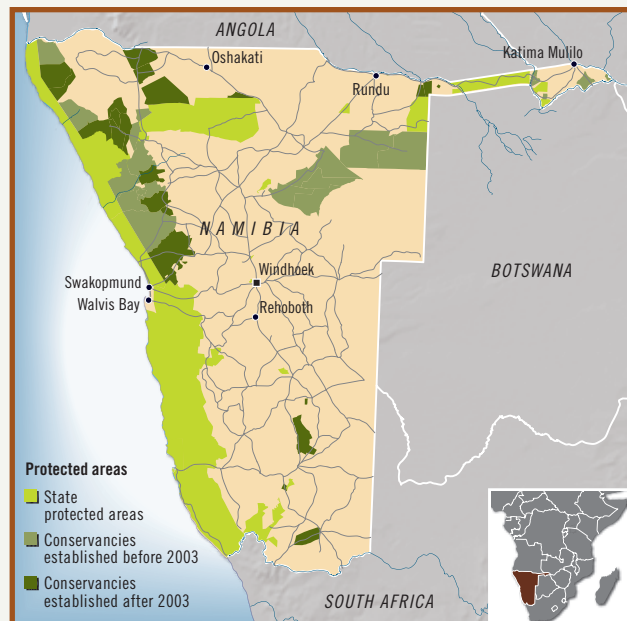 ANGOLA
Oshakati
Katima Mulilo
Rundu
NAMIBIA
BOTSWANA
Windhoek
Swakopmund
Walvis Bay
Rehoboth
Protected areas
State
protected areas
Conservancies
established before 2003
Conservancies
established after 2003
SOUTH AFRICA